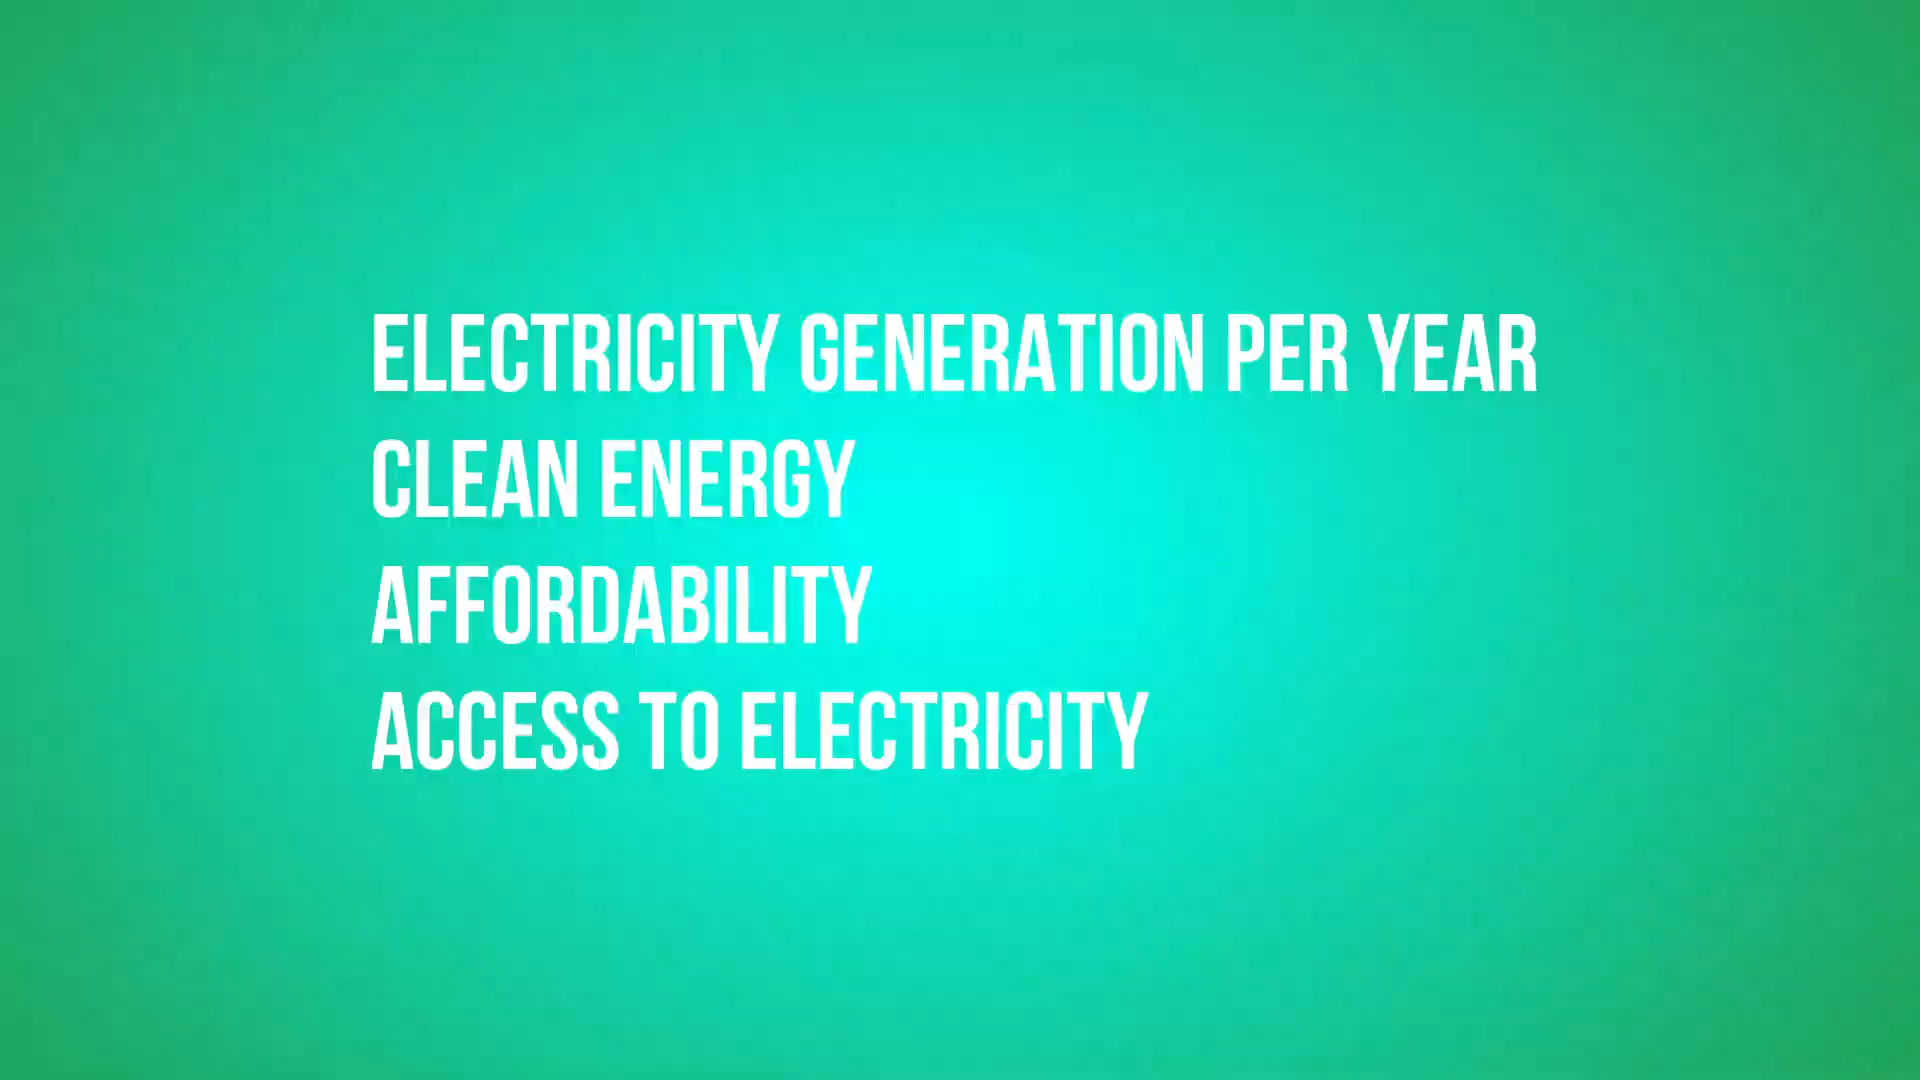 ELECTRICITY GENERATION PER YEAR
CLEAN ENERGY
AFFORDABILITY
ACCESS TO ELECTRICITY